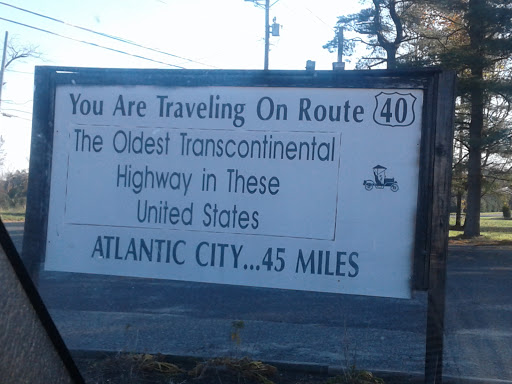 You Are Traveling On Route 40
The Oldest Transcontinental
Highway in These
United States
ATLANTIC CITY...45 MILES